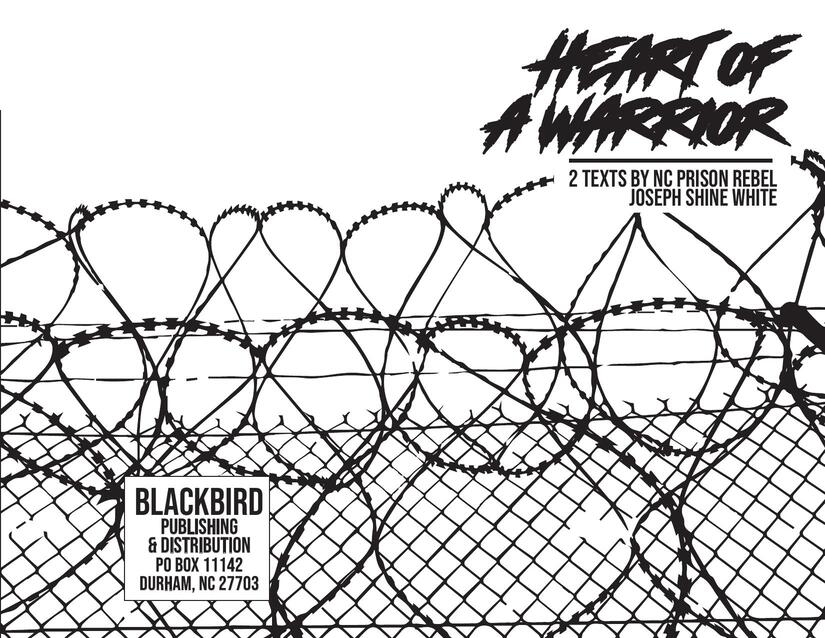 HEART OF
A WARRIOR
2 TEXTS BY NC PRISON REBEL
JOSEPH SHINE WHITE
BLACKBIRD
PUBLISHING
& DISTRIBUTION
PO BOX 11142
DURHAM, NC 27703